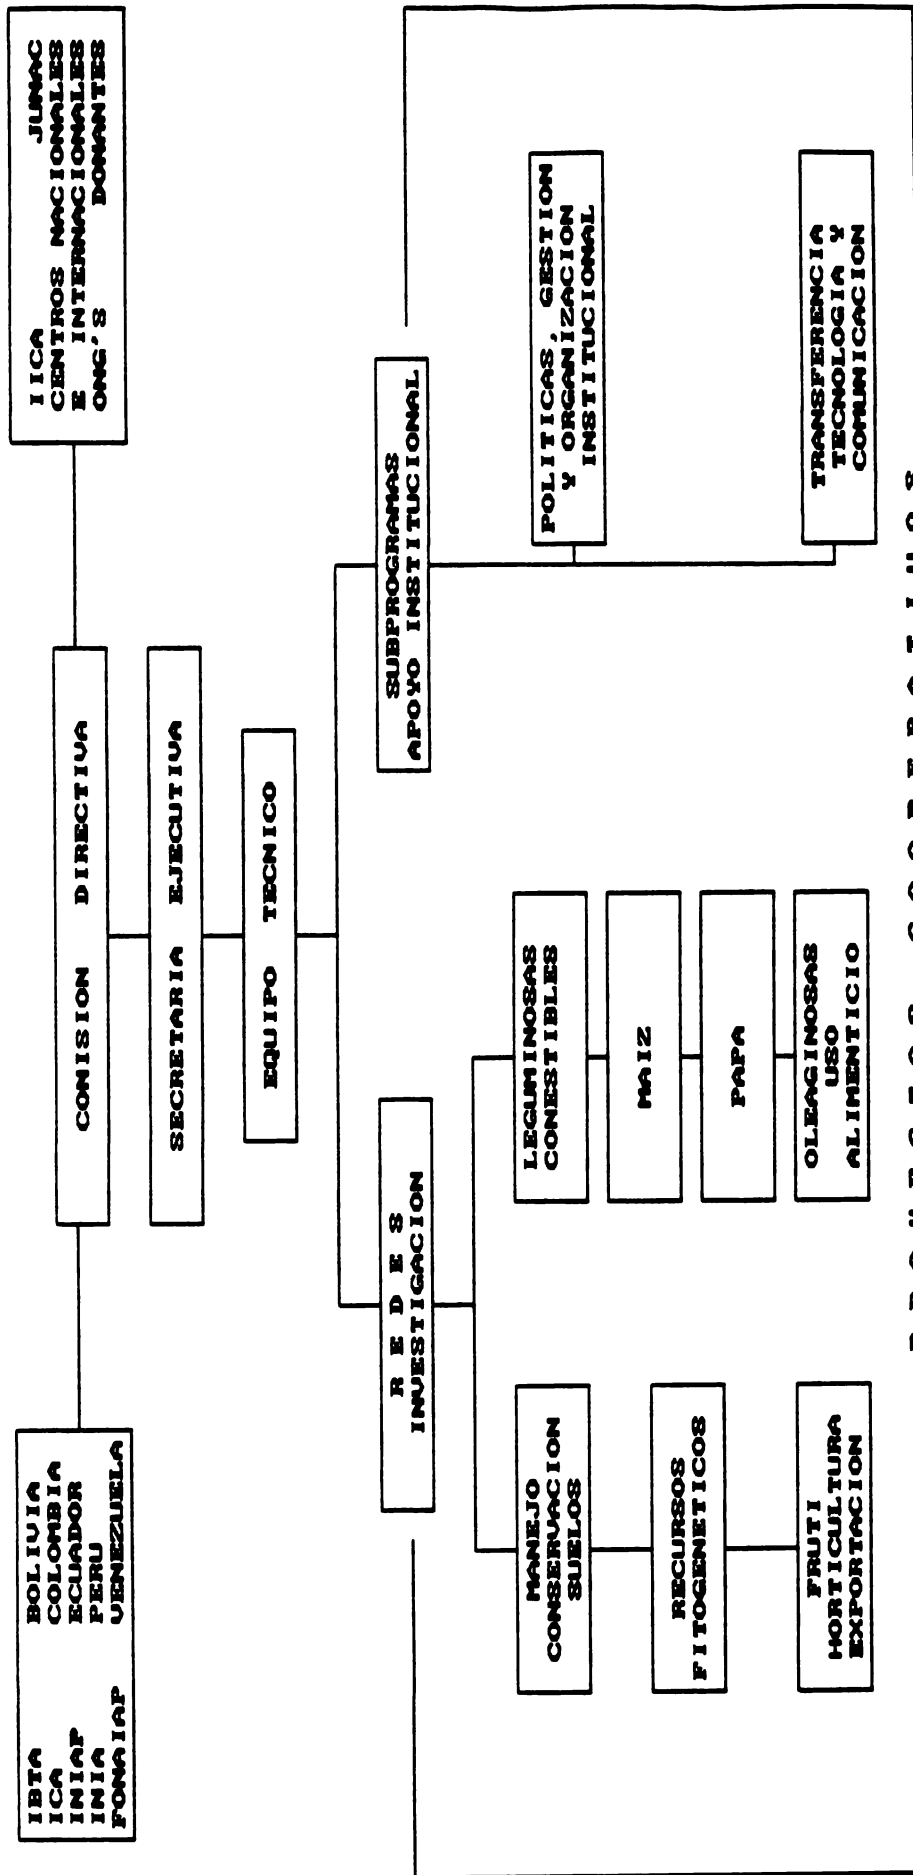 IBTA BOLIVIA
ICA COLOMBIA
INIAP ECUADOR
INIA PERU
FONAIAP VENEZUELA
COMISION DIRECTIVA
IICA JUNAC
CENTROS NACIONALES
E INTERNACIONALES
ONG'S DONANTES
SECRETARIA EJECUTIVA
EQUIPO TECNICO
R E D E S
INVESTIGACION
SUBPROGRAMAS
APOYO INSTITUCIONAL
MANEJO
CONSERVACION
SUELOS
RECURSOS
FITOGENETICOS
FRUTI
HORTICULTURA
EXPORTACION
LEGUMINOSAS
COMESTIBLES
MAIZ
PAPA
OLEAGINOSAS
USO
ALIMENTICIO
POLITICAS, GESTION
Y ORGANIZACION
INSTITUCIONAL
TRANSFERENCIA
TECNOLOGIA Y
COMUNICACION